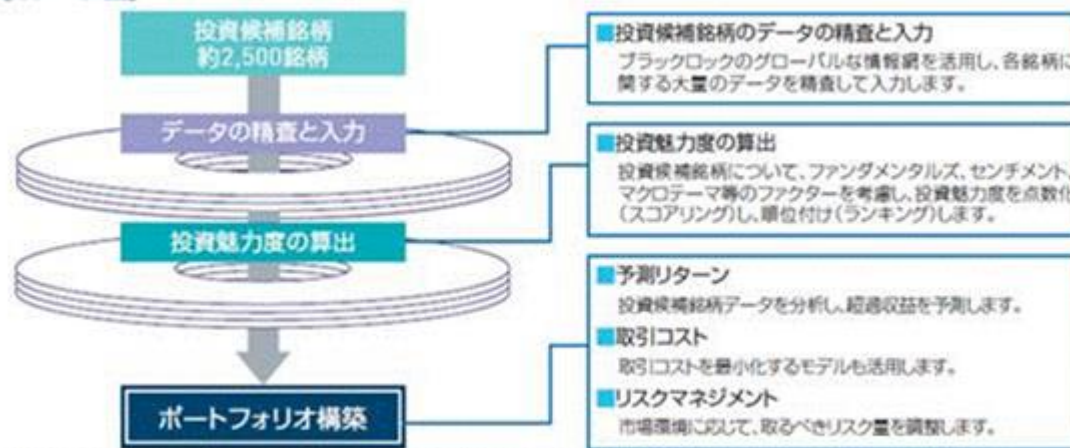 投資候補銘柄
約2,500銘柄
データの精査と入力
投資魅力度の算出
ポートフォリオ構築
■投資候補銘柄のデータの精査と入力
ブラックロックのグローバルな情報網を活用し、各銘柄に
関する大量のデータを精査して入力します。
■投資魅力度の算出
投資候補銘柄について、ファンダメンタルズ、センチメント、
マクロテーマ等のファクターを考慮し、投資魅力度を点数化
(スコアリング)し、順位付け(ランキング)します。
■予測リターン
投資候補銘柄データを分析し、超過収益を予測します。
■取引コスト
取引コストを最小化するモデルも活用します。
■リスクマネジメント
市場環境に応じて、取るべきリスク量を調整します。